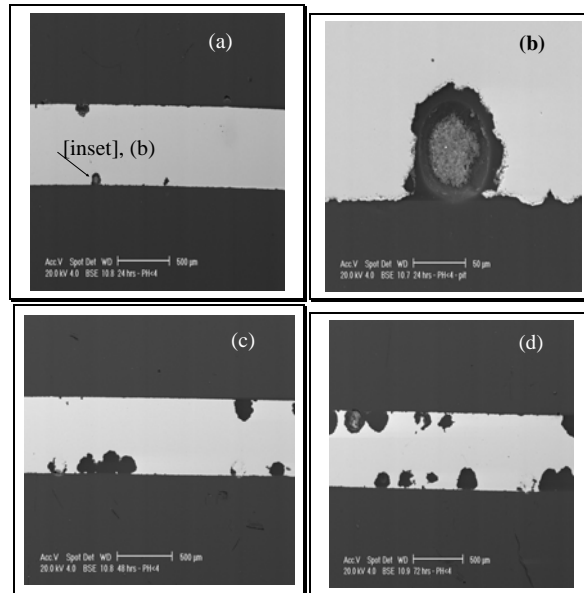 (a)
[inset], (b)
Acc.V Spot Det WD 500 µm
20.0 kV 4.0 BSE 10.8 24 hrs - PH<4
(b)
Acc.V Spot Det WD 50 µm
20.0 kV 4.0 BSE 10.7 24 hrs - PH<4 - pit
(c)
Acc.V Spot Det WD 500 µm
20.0 kV 4.0 BSE 10.8 48 hrs - PH<4
(d)
Acc.V Spot Det WD 500 µm
20.0 kV 4.0 BSE 10.9 72 hrs - PH<4